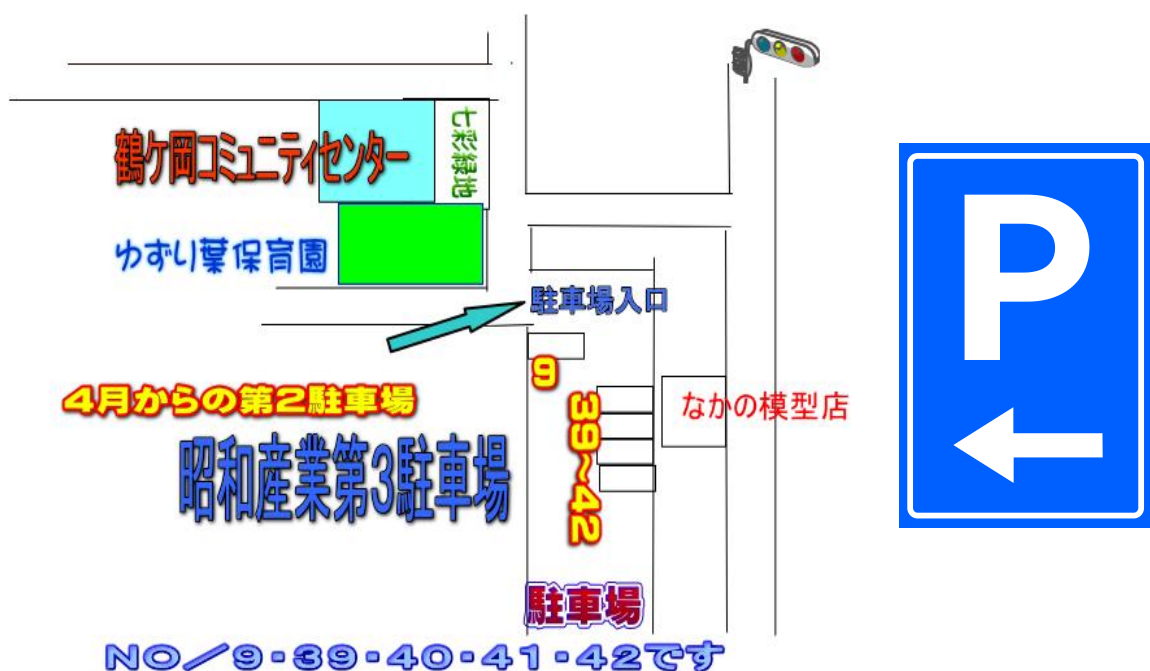 七彩緑地
鶴ケ岡コミュニティセンター
ゆずり葉保育園
駐車場入口
9
4月からの第2駐車場
39~42
なかの模型店
昭和産業第3駐車場
駐車場
NO/9・39・40・41・42です
P